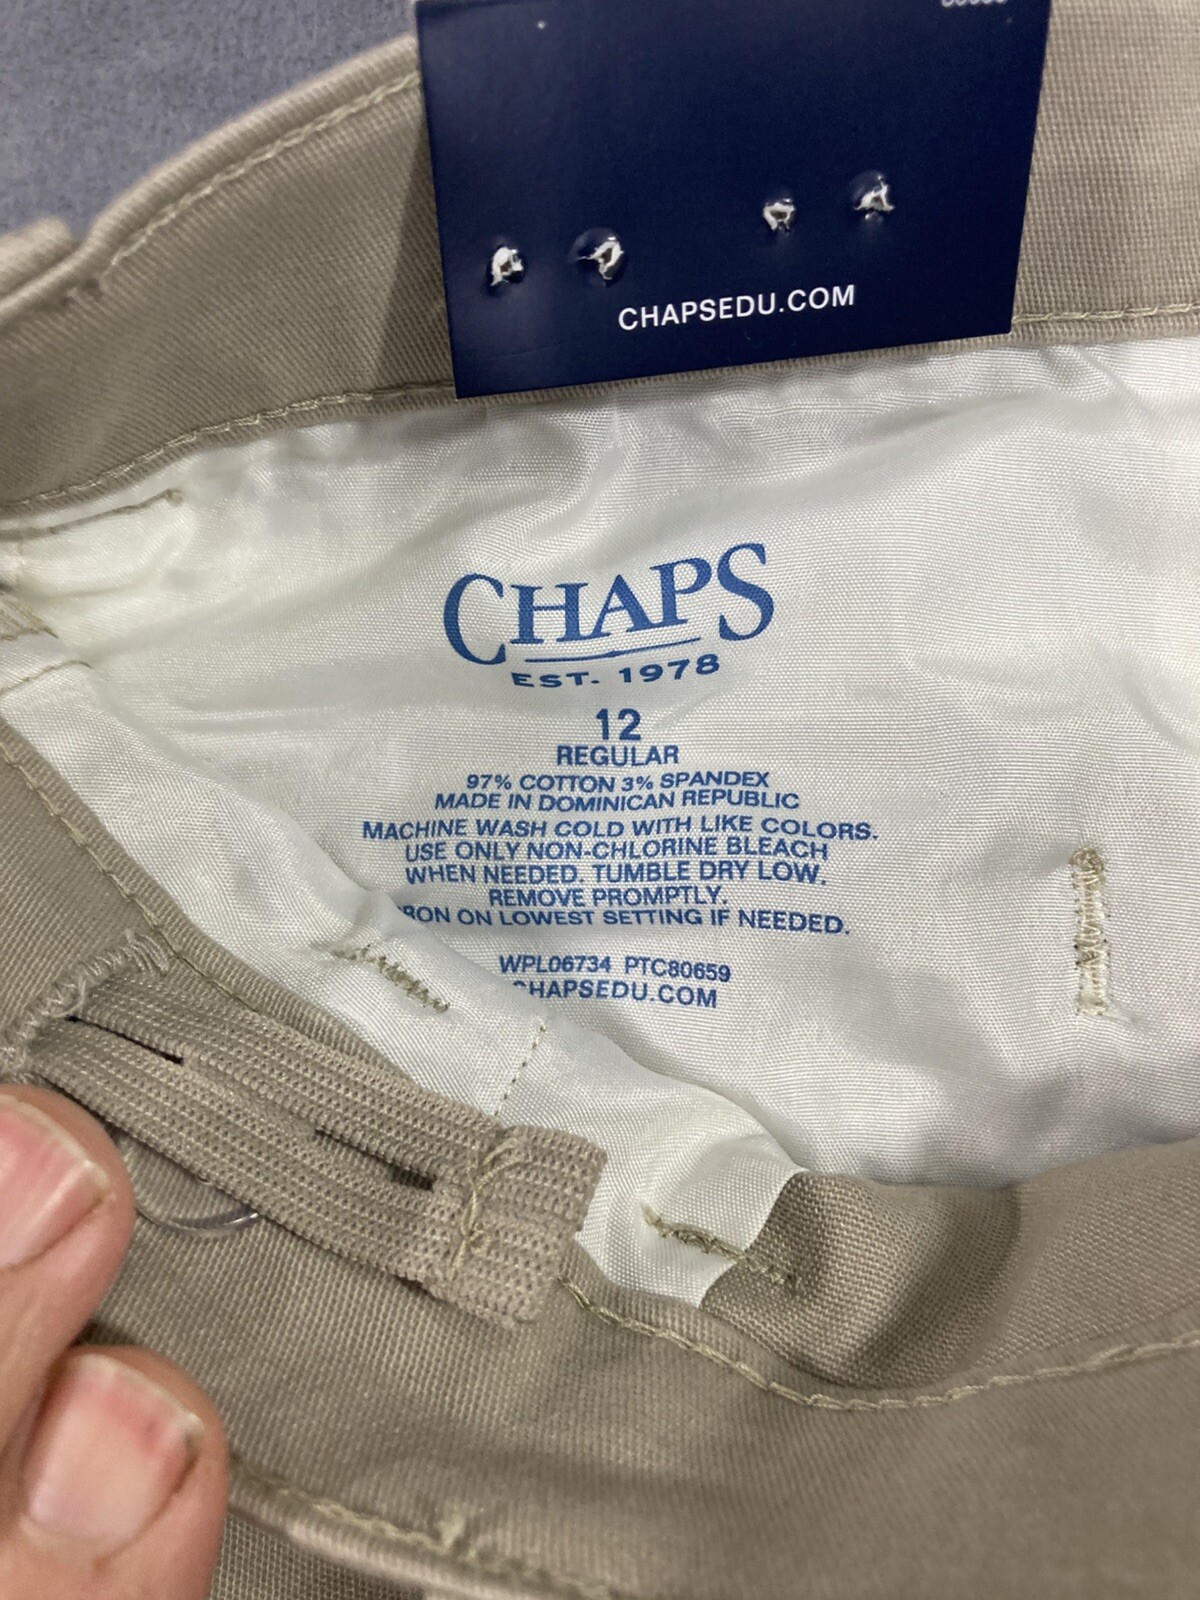 CHAPSEDU.COM
CHAPS
EST. 1978
12
REGULAR
97% COTTON 3% SPANDEX
MADE IN DOMINICAN REPUBLIC
MACHINE WASH COLD WITH LIKE COLORS.
USE ONLY NON-CHLORINE BLEACH
WHEN NEEDED. TUMBLE DRY LOW.
REMOVE PROMPTLY.
IRON ON LOWEST SETTING IF NEEDED.
WPL06734 PTC80659
CHAPSEDU.COM